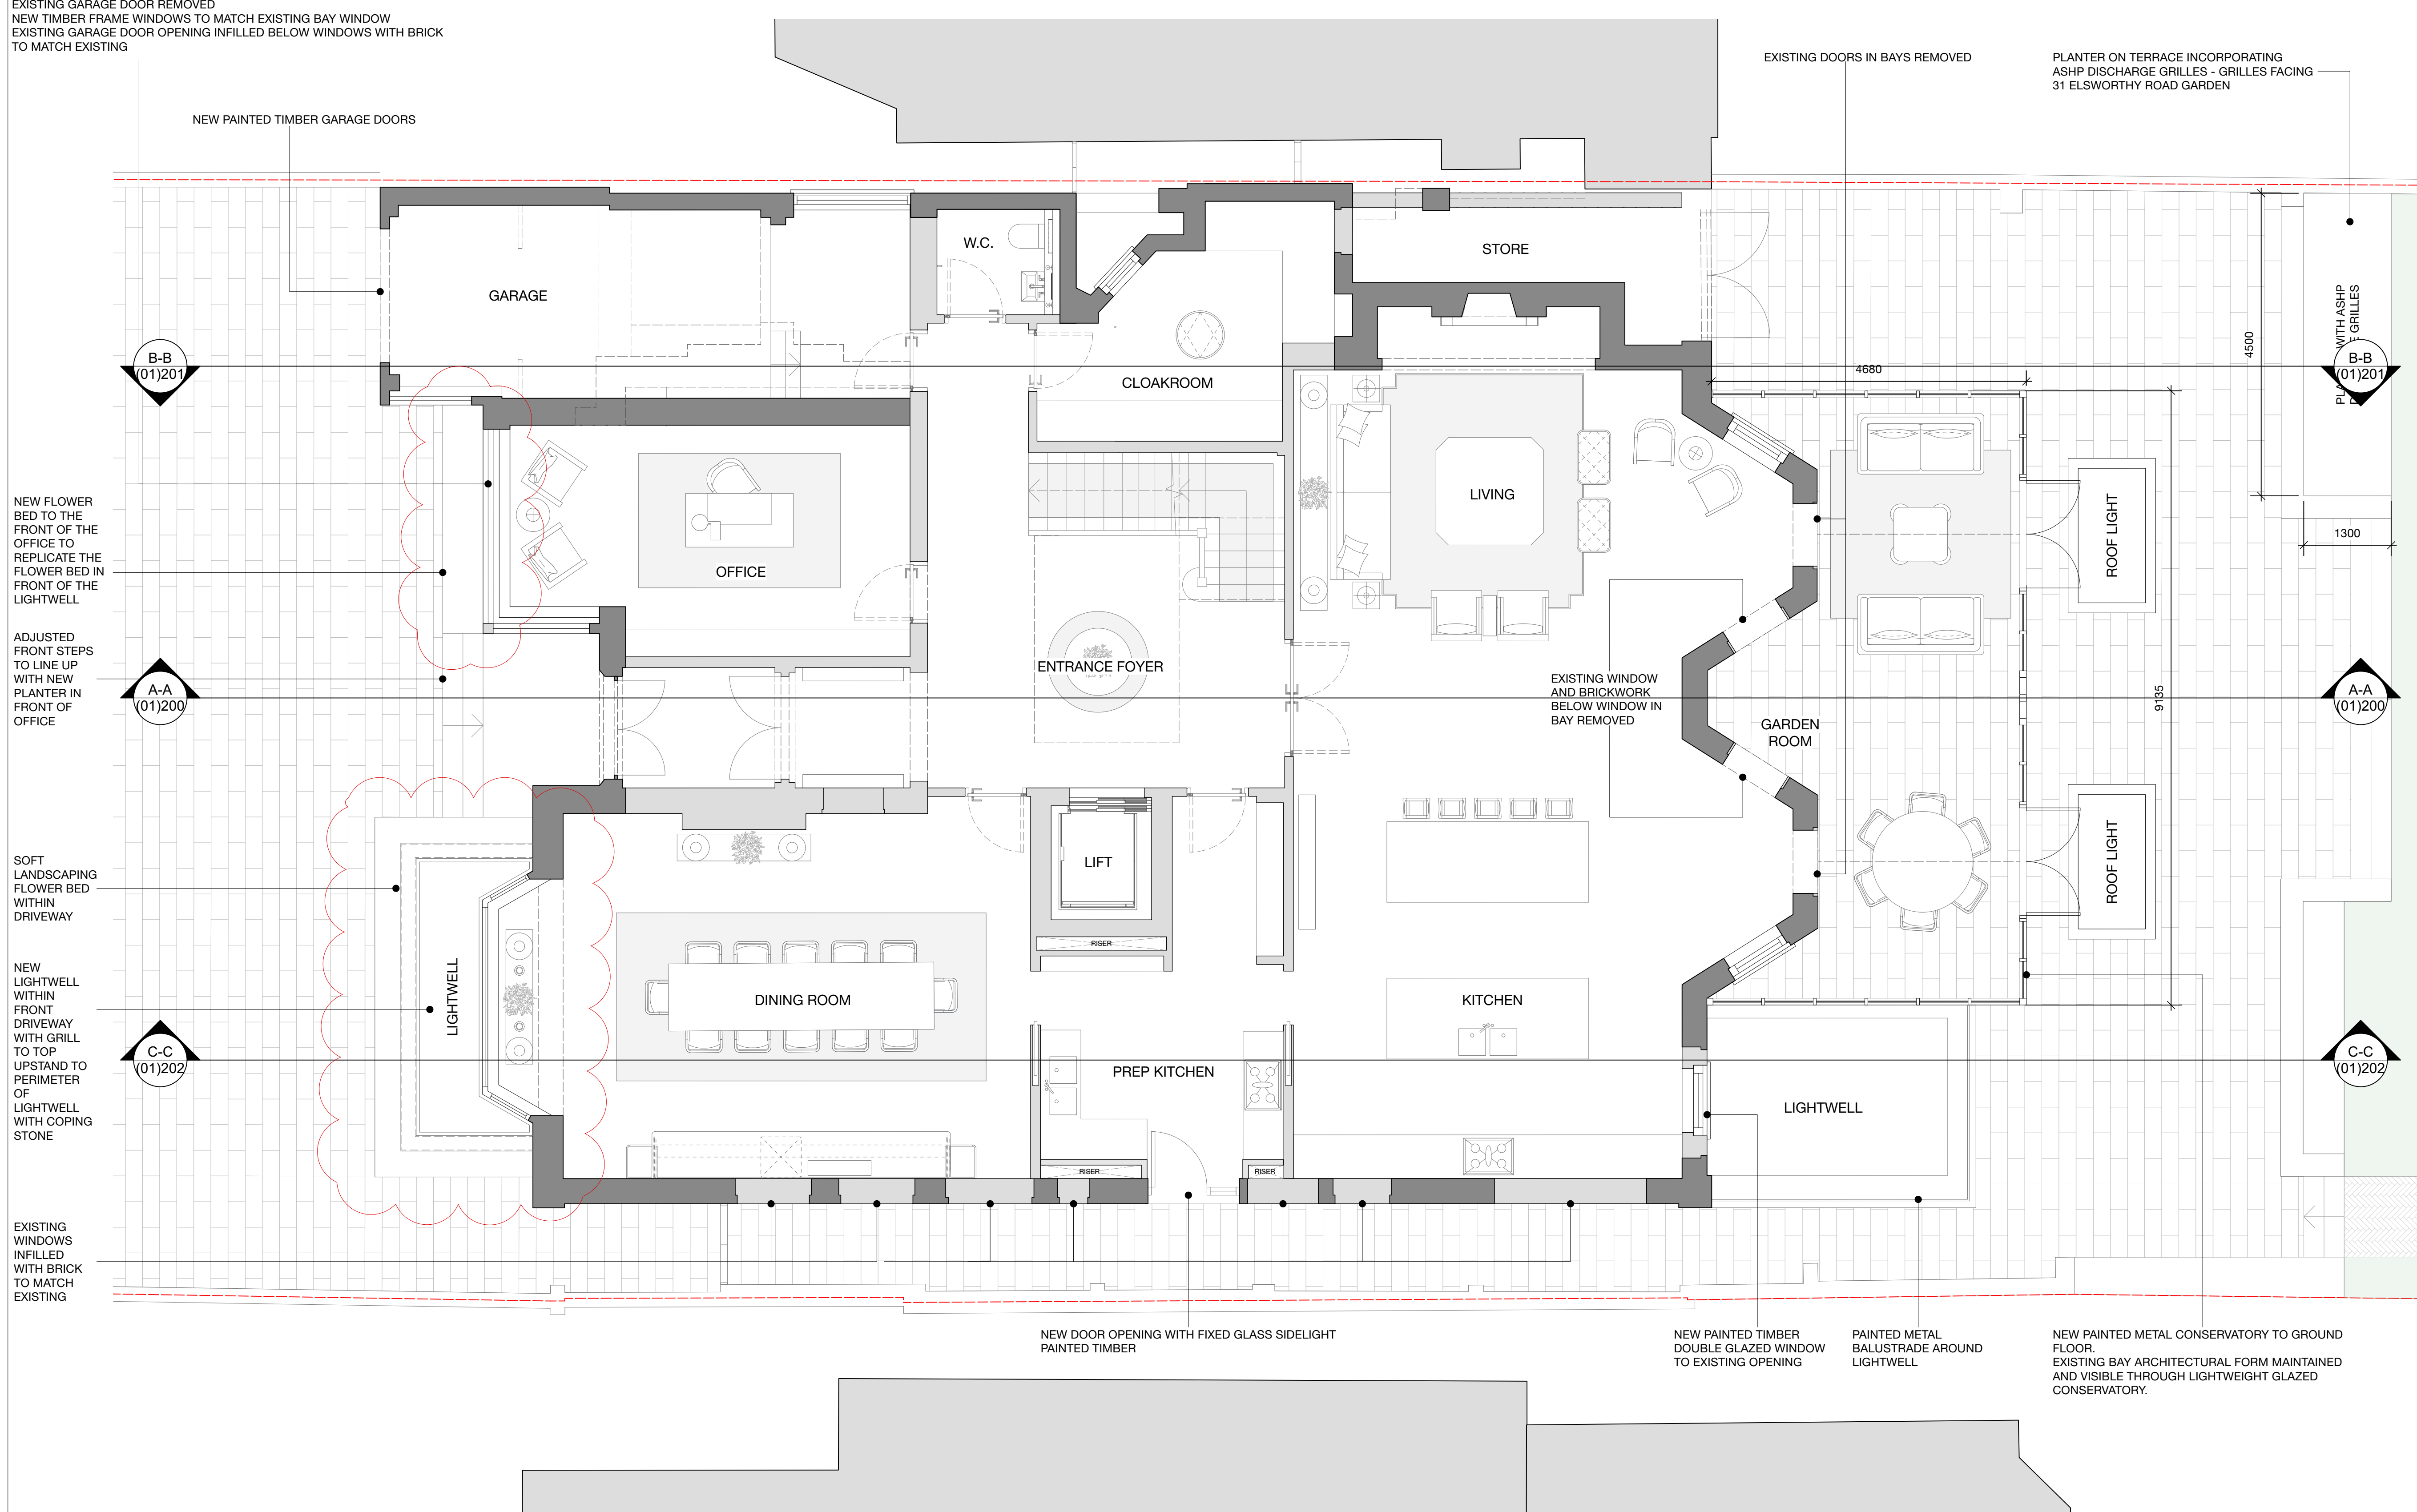 EXISTING GARAGE DOOR REMOVED
NEW TIMBER FRAME WINDOWS TO MATCH EXISTING BAY WINDOW
EXISTING GARAGE DOOR OPENING INFILLED BELOW WINDOWS WITH BRICK
TO MATCH EXISTING
EXISTING DOORS IN BAYS REMOVED
PLANTER ON TERRACE INCORPORATING
ASHP DISCHARGE GRILLES - GRILLES FACING
31 ELSWORTHY ROAD GARDEN
NEW PAINTED TIMBER GARAGE DOORS
W.C.
STORE
GARAGE
CLOAKROOM
WITH ASHP
GRILLES
4500
4680
1300
9135
B-B
(01)201
B-B
(01)201
NEW FLOWER
BED TO THE
FRONT OF THE
OFFICE TO
REPLICATE THE
FLOWER BED IN
FRONT OF THE
LIGHTWELL
OFFICE
LIVING
ROOF LIGHT
ADJUSTED
FRONT STEPS
TO LINE UP
WITH NEW
PLANTER IN
FRONT OF
OFFICE
A-A
(01)200
ENTRANCE FOYER
EXISTING WINDOW
AND BRICKWORK
BELOW WINDOW IN
BAY REMOVED
GARDEN
ROOM
A-A
(01)200
SOFT
LANDSCAPING
FLOWER BED
WITHIN
DRIVEWAY
LIFT
ROOF LIGHT
RISER
NEW
LIGHTWELL
WITHIN
FRONT
DRIVEWAY
WITH GRILL
TO TOP
UPSTAND TO
PERIMETER
OF
LIGHTWELL
WITH COPING
STONE
LIGHTWELL
DINING ROOM
KITCHEN
C-C
(01)202
PREP KITCHEN
LIGHTWELL
C-C
(01)202
RISER
RISER
EXISTING
WINDOWS
INFILLED
WITH BRICK
TO MATCH
EXISTING
NEW DOOR OPENING WITH FIXED GLASS SIDELIGHT
PAINTED TIMBER
NEW PAINTED TIMBER
DOUBLE GLAZED WINDOW
TO EXISTING OPENING
PAINTED METAL
BALUSTRADE AROUND
LIGHTWELL
NEW PAINTED METAL CONSERVATORY TO GROUND
FLOOR.
EXISTING BAY ARCHITECTURAL FORM MAINTAINED
AND VISIBLE THROUGH LIGHTWEIGHT GLAZED
CONSERVATORY.